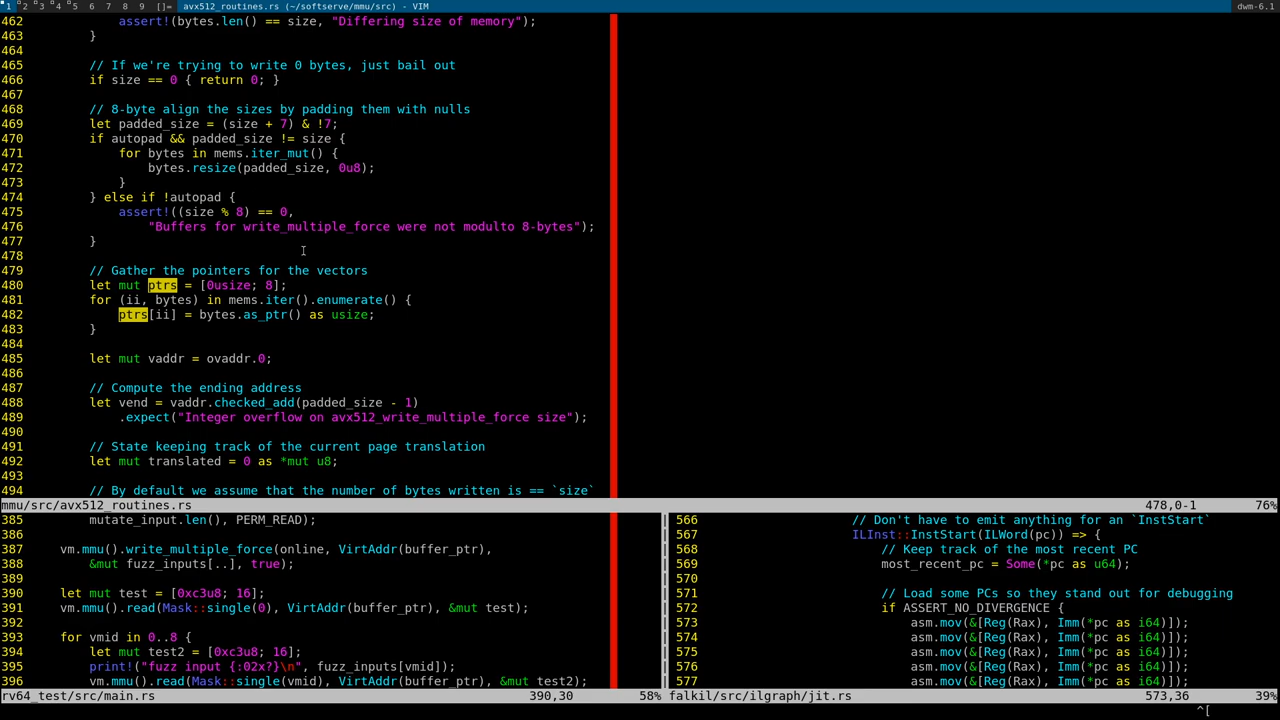 1 2 3 4 5 6 7 8 9 []= avx512_routines.rs (~/softserve/mmu/src) - VIM dwm-6.1
462             assert!(bytes.len() == size, "Differing size of memory");
463         }
464
465         // If we're trying to write 0 bytes, just bail out
466         if size == 0 { return 0; }
467
468         // 8-byte align the sizes by padding them with nulls
469         let padded_size = (size + 7) & !7;
470         if autopad && padded_size != size {
471             for bytes in mems.iter_mut() {
472                 bytes.resize(padded_size, 0u8);
473             }
474         } else if !autopad {
475             assert!((size % 8) == 0,
476                 "Buffers for write_multiple_force were not modulto 8-bytes");
477         }
478
479         // Gather the pointers for the vectors
480         let mut ptrs = [0usize; 8];
481         for (ii, bytes) in mems.iter().enumerate() {
482             ptrs[ii] = bytes.as_ptr() as usize;
483         }
484
485         let mut vaddr = ovaddr.0;
486
487         // Compute the ending address
488         let vend = vaddr.checked_add(padded_size - 1)
489             .expect("Integer overflow on avx512_write_multiple_force size");
490
491         // State keeping track of the current page translation
492         let mut translated = 0 as *mut u8;
493
494         // By default we assume that the number of bytes written is == `size`
mmu/src/avx512_routines.rs 478,0-1 76%
385         mutate_input.len(), PERM_READ);
386
387     vm.mmu().write_multiple_force(online, VirtAddr(buffer_ptr),
388         &mut fuzz_inputs[..], true);
389
390     let mut test = [0xc3u8; 16];
391     vm.mmu().read(Mask::single(0), VirtAddr(buffer_ptr), &mut test);
392
393     for vmid in 0..8 {
394         let mut test2 = [0xc3u8; 16];
395         print!("fuzz input {:02x?}\n", fuzz_inputs[vmid]);
396         vm.mmu().read(Mask::single(vmid), VirtAddr(buffer_ptr), &mut test2);
rv64_test/src/main.rs 390,30 58%
566                     // Don't have to emit anything for an `InstStart`
567                     ILInst::InstStart(ILWord(pc)) => {
568                         // Keep track of the most recent PC
569                         most_recent_pc = Some(*pc as u64);
570
571                         // Load some PCs so they stand out for debugging
572                         if ASSERT_NO_DIVERGENCE {
573                             asm.mov(&[Reg(Rax), Imm(*pc as i64)]);
574                             asm.mov(&[Reg(Rax), Imm(*pc as i64)]);
575                             asm.mov(&[Reg(Rax), Imm(*pc as i64)]);
576                             asm.mov(&[Reg(Rax), Imm(*pc as i64)]);
577                             asm.mov(&[Reg(Rax), Imm(*pc as i64)]);
falkil/src/ilgraph/jit.rs 573,36 39%
^[